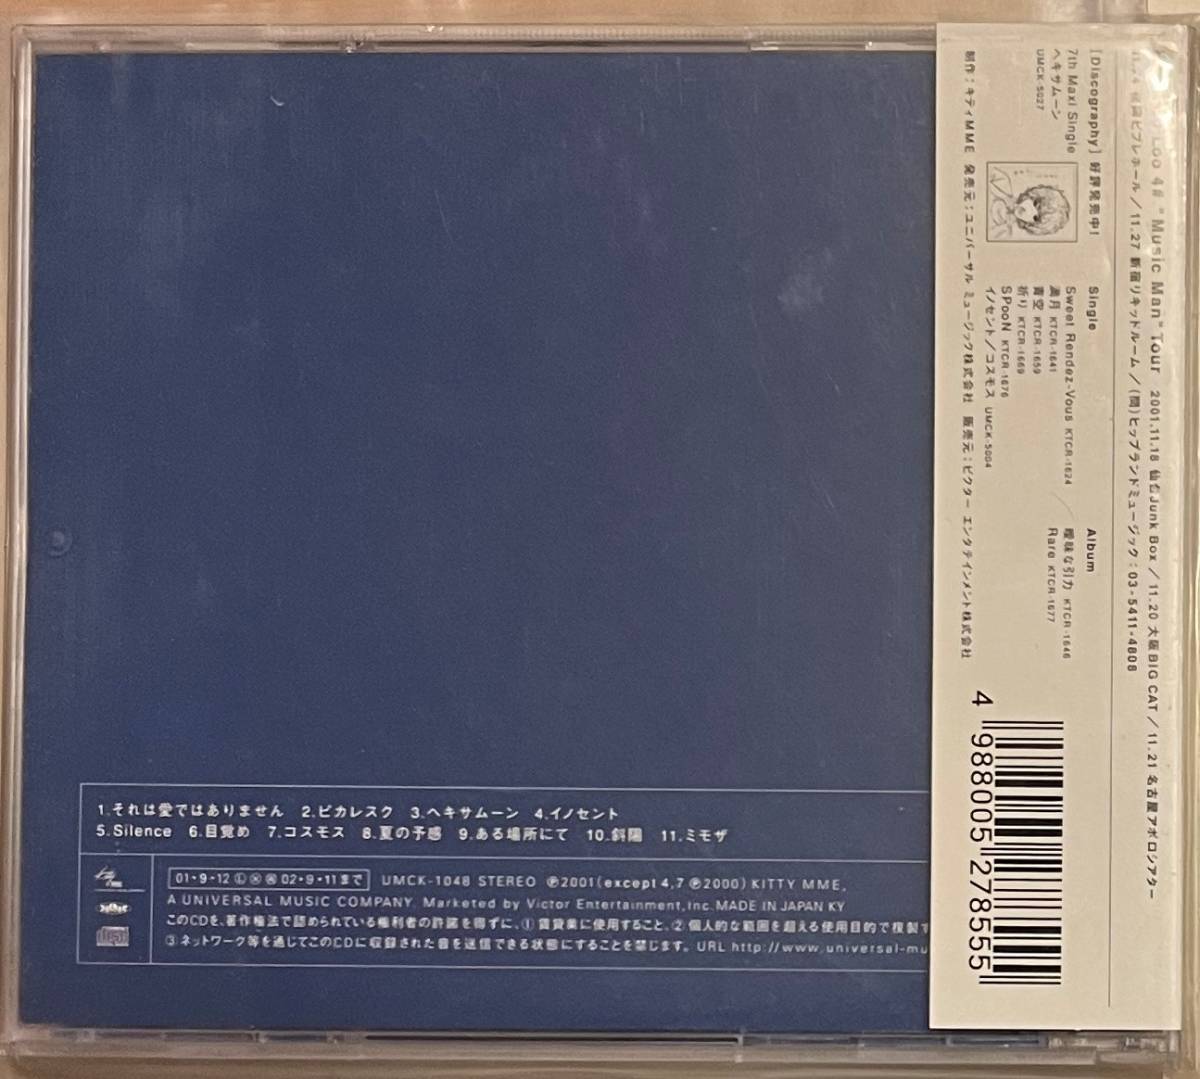 1.それは愛ではありません 2.ピカレスク 3.ヘキサムーン 4.イノセント
5.Silence 6.目覚め 7.コスモス 8.夏の予感 9.ある場所にて 10.斜陽 11.ミモザ
01・9・12 Ⓛ 02・9・11まで UMCK-1048 STEREO ℗2001(except 4,7 ℗2000) KITTY MME,
A UNIVERSAL MUSIC COMPANY. Marketed by Victor Entertainment,Inc. MADE IN JAPAN KY
このCDを、著作権法で認められている権利者の許諾を得ずに、① 賃貸業に使用すること、② 個人的な範囲を超える使用目的で複製す
③ ネットワーク等を通じてこのCDに収録された音を送信できる状態にすることを禁じます。 URL http://www.universal-mu
4# "Music Man" Tour 2001.11.18 仙台Junk Box / 11.20 大阪BIG CAT / 11.21 名古屋アポロシアター
ビブレホール / 11.27 新宿リキッドルーム / (問)ヒップランドミュージック:03-5411-4808
[Discography] 好評発売中!
7th Maxi Single
ヘキサムーン
UMCK-5027
Single
Sweet Rendez-Vous KTCR-1624
満月 KTCR-1641
青空 KTCR-1659
祈り KTCR-1669
SPooN KTCR-1676
イノセント/コスモス UMCK-5004
Album
曖昧な引力 KTCR-1646
Rare KTCR-1677
制作:キティMME 発売元:ユニバーサル ミュージック株式会社 販売元:ビクター エンタテインメント株式会社
4 988005 278555